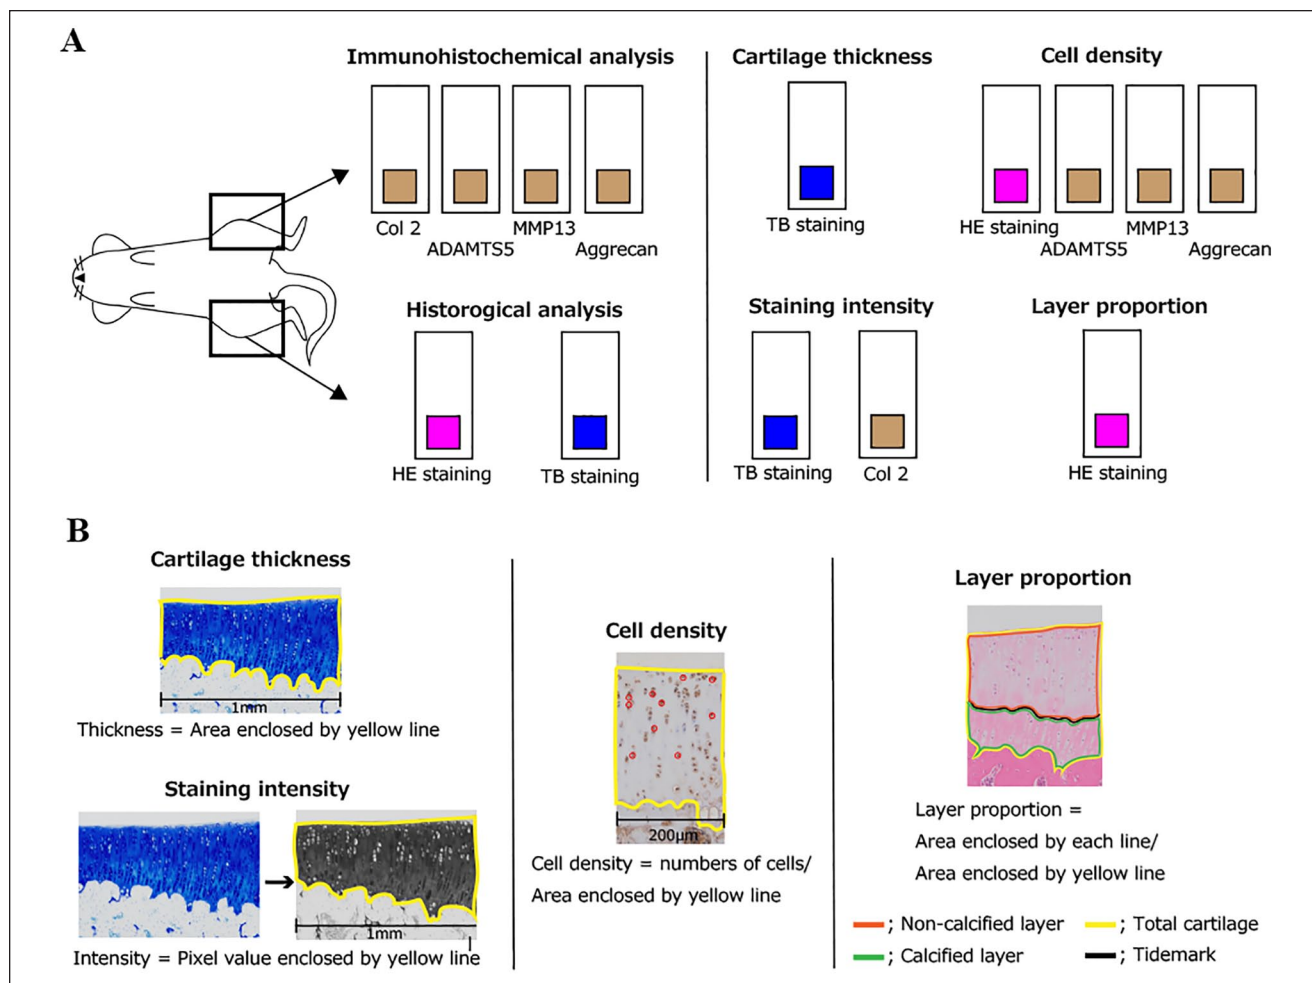 A
Immunohistochemical analysis
Col 2
ADAMTS5
MMP13
Aggrecan
Historogical analysis
HE staining
TB staining
Cartilage thickness
TB staining
Cell density
HE staining
ADAMTS5
MMP13
Aggrecan
Staining intensity
TB staining
Col 2
Layer proportion
HE staining
B
Cartilage thickness
1mm
Thickness = Area enclosed by yellow line
Staining intensity
1mm
Intensity = Pixel value enclosed by yellow line
Cell density
200μm
Cell density = numbers of cells/
Area enclosed by yellow line
Layer proportion
Layer proportion =
Area enclosed by each line/
Area enclosed by yellow line
; Non-calcified layer
; Total cartilage
; Calcified layer
; Tidemark